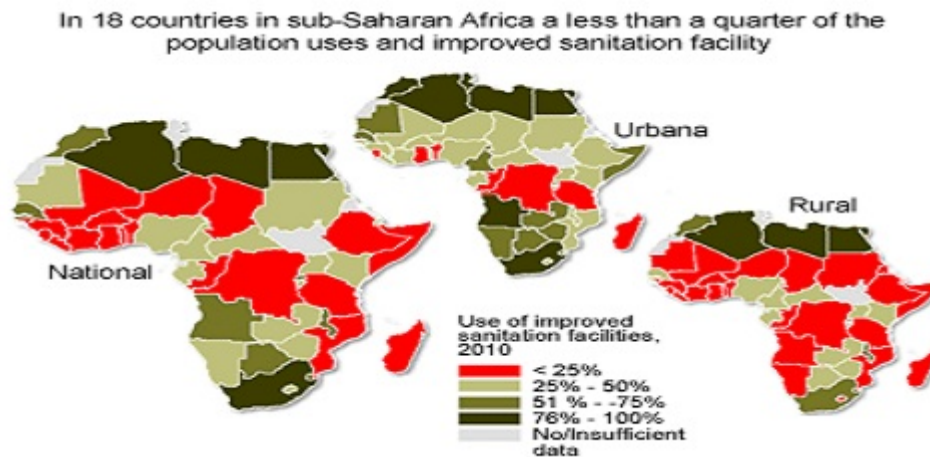 In 18 countries in sub-Saharan Africa a less than a quarter of the
population uses and improved sanitation facility
Urbana
Rural
National
Use of improved
sanitation facilities,
2010
< 25%
25% - 50%
51 % - -75%
76% - 100%
No/Insufficient
data